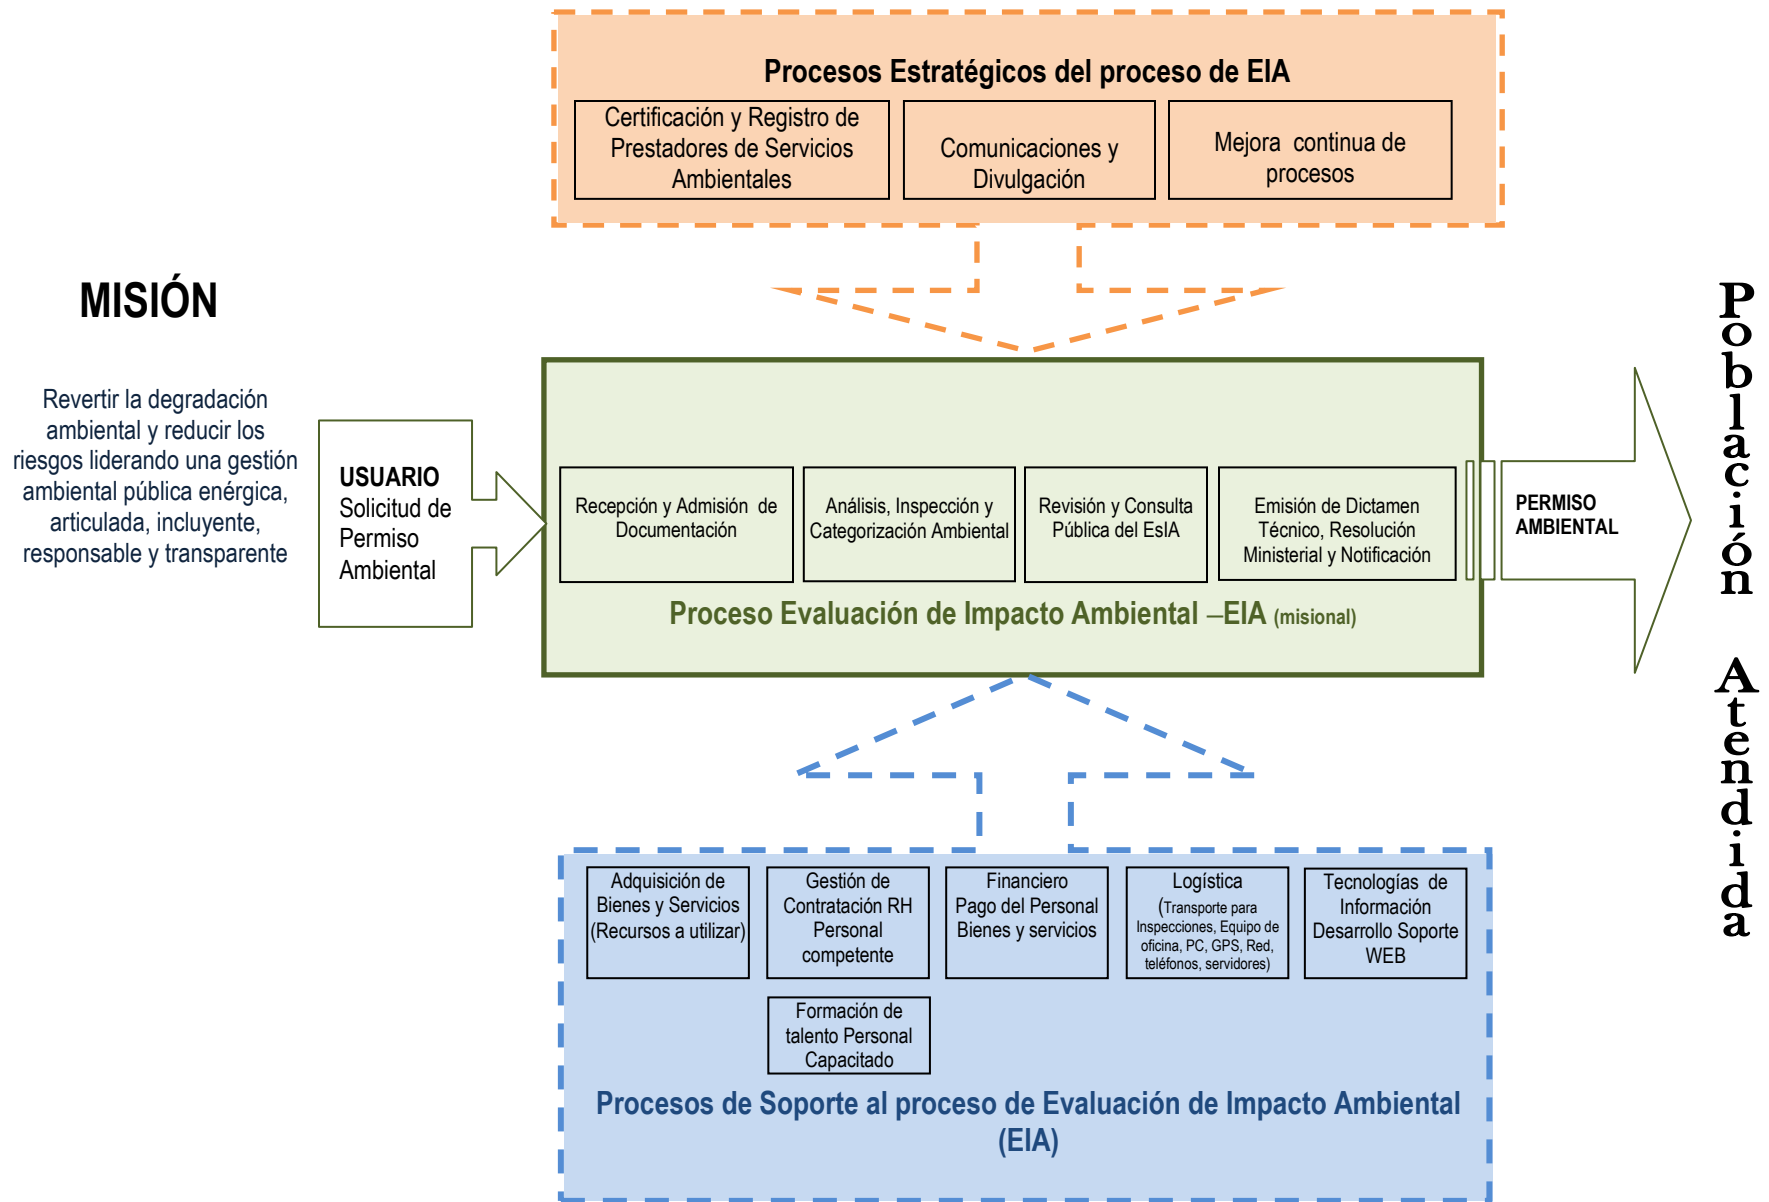 Procesos Estratégicos del proceso de EIA
Certificación y Registro de
Prestadores de Servicios
Ambientales
Comunicaciones y
Divulgación
Mejora continua de
procesos
MISIÓN
Revertir la degradación
ambiental y reducir los
riesgos liderando una gestión
ambiental pública enérgica,
articulada, incluyente,
responsable y transparente
USUARIO
Solicitud de
Permiso
Ambiental
Recepción y Admisión de
Documentación
Análisis, Inspección y
Categorización Ambiental
Revisión y Consulta
Pública del EsIA
Emisión de Dictamen
Técnico, Resolución
Ministerial y Notificación
Proceso Evaluación de Impacto Ambiental –EIA (misional)
PERMISO
AMBIENTAL
Población Atendida
Adquisición de
Bienes y Servicios
(Recursos a utilizar)
Gestión de
Contratación RH
Personal
competente
Financiero
Pago del Personal
Bienes y servicios
Logística
(Transporte para
Inspecciones, Equipo de
oficina, PC, GPS, Red,
teléfonos, servidores)
Tecnologías de
Información
Desarrollo Soporte
WEB
Formación de
talento Personal
Capacitado
Procesos de Soporte al proceso de Evaluación de Impacto Ambiental
(EIA)